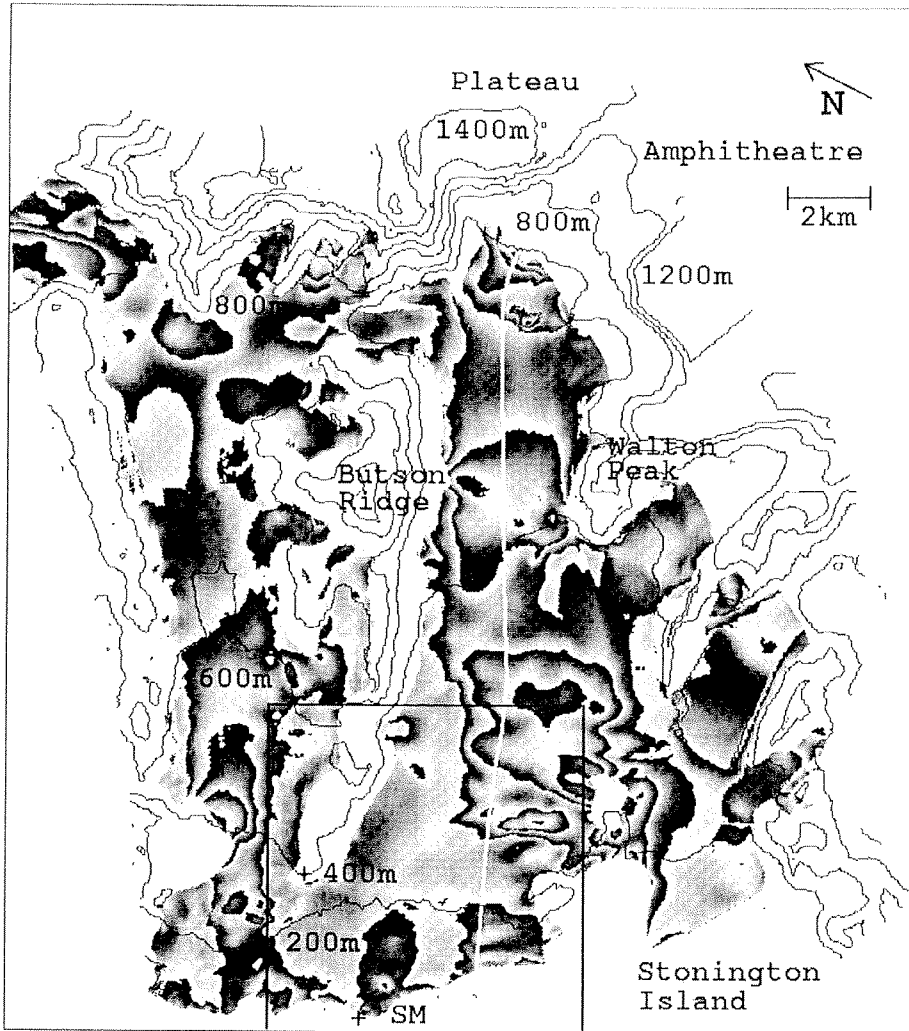 Plateau
N
1400m
Amphitheatre
2km
800m
1200m
800m
Walton
Peak
Butson
Ridge
600m
+ 400m
200m
Stonington
Island
+ SM